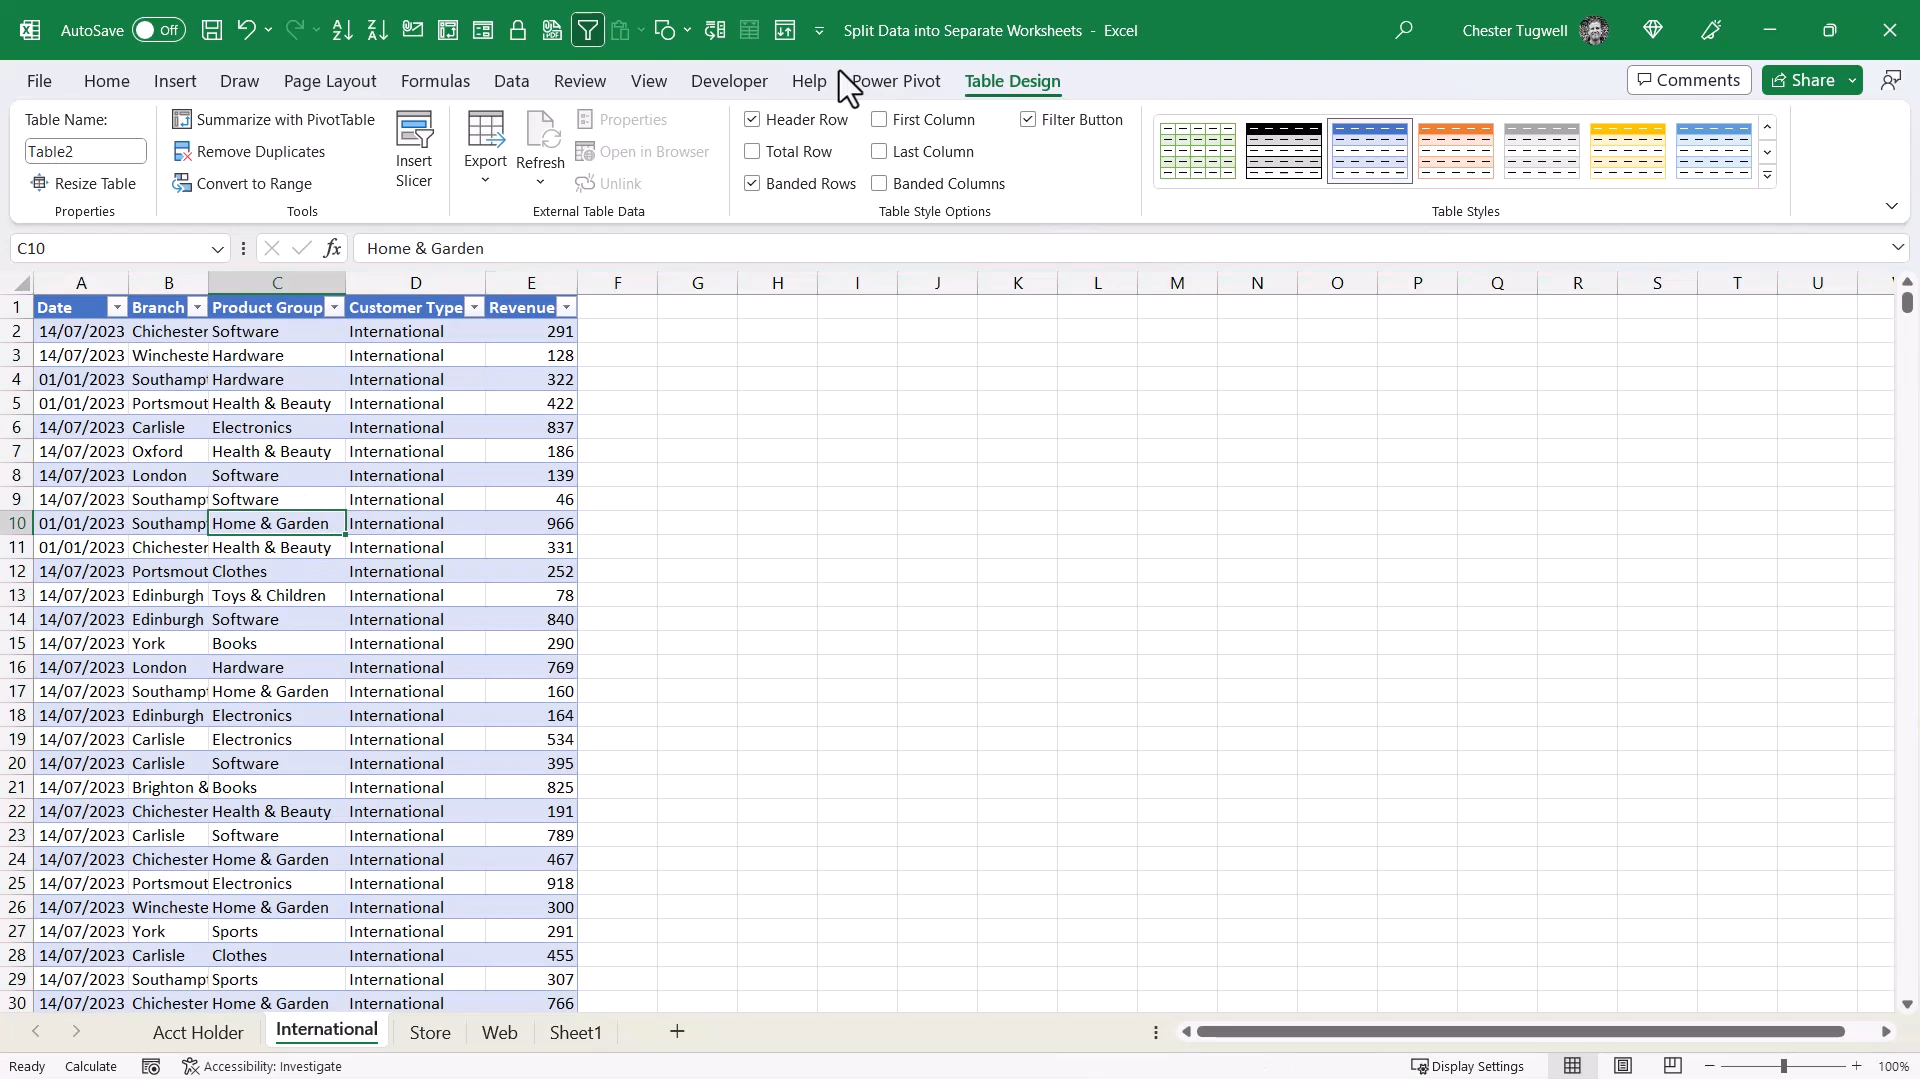 AutoSave Off Split Data into Separate Worksheets - Excel Chester Tugwell
File Home Insert Draw Page Layout Formulas Data Review View Developer Help Power Pivot Table Design Comments Share
Table Name: Summarize with PivotTable Properties Header Row First Column Filter Button
Table2 Remove Duplicates Insert Slicer Export Refresh Open in Browser Total Row Last Column
Resize Table Convert to Range Unlink Banded Rows Banded Columns
Properties Tools External Table Data Table Style Options Table Styles
C10 fx Home & Garden
A B C D E F G H I J K L M N O P Q R S T U
1 Date Branch Product Group Customer Type Revenue
2 14/07/2023 Chichester Software International 291
3 14/07/2023 Wincheste Hardware International 128
4 01/01/2023 Southampt Hardware International 322
5 01/01/2023 Portsmout Health & Beauty International 422
6 14/07/2023 Carlisle Electronics International 837
7 14/07/2023 Oxford Health & Beauty International 186
8 14/07/2023 London Software International 139
9 14/07/2023 Southampt Software International 46
10 01/01/2023 Southampt Home & Garden International 966
11 01/01/2023 Chichester Health & Beauty International 331
12 14/07/2023 Portsmout Clothes International 252
13 14/07/2023 Edinburgh Toys & Children International 78
14 14/07/2023 Edinburgh Software International 840
15 14/07/2023 York Books International 290
16 14/07/2023 London Hardware International 769
17 14/07/2023 Southampt Home & Garden International 160
18 14/07/2023 Edinburgh Electronics International 164
19 14/07/2023 Carlisle Electronics International 534
20 14/07/2023 Carlisle Software International 395
21 14/07/2023 Brighton & Books International 825
22 14/07/2023 Chichester Health & Beauty International 191
23 14/07/2023 Carlisle Software International 789
24 14/07/2023 Chichester Home & Garden International 467
25 14/07/2023 Portsmout Electronics International 918
26 14/07/2023 Wincheste Home & Garden International 300
27 14/07/2023 York Sports International 291
28 14/07/2023 Carlisle Clothes International 455
29 14/07/2023 Southampt Sports International 307
30 14/07/2023 Chichester Home & Garden International 766
Acct Holder International Store Web Sheet1
Ready Calculate Accessibility: Investigate Display Settings 100%